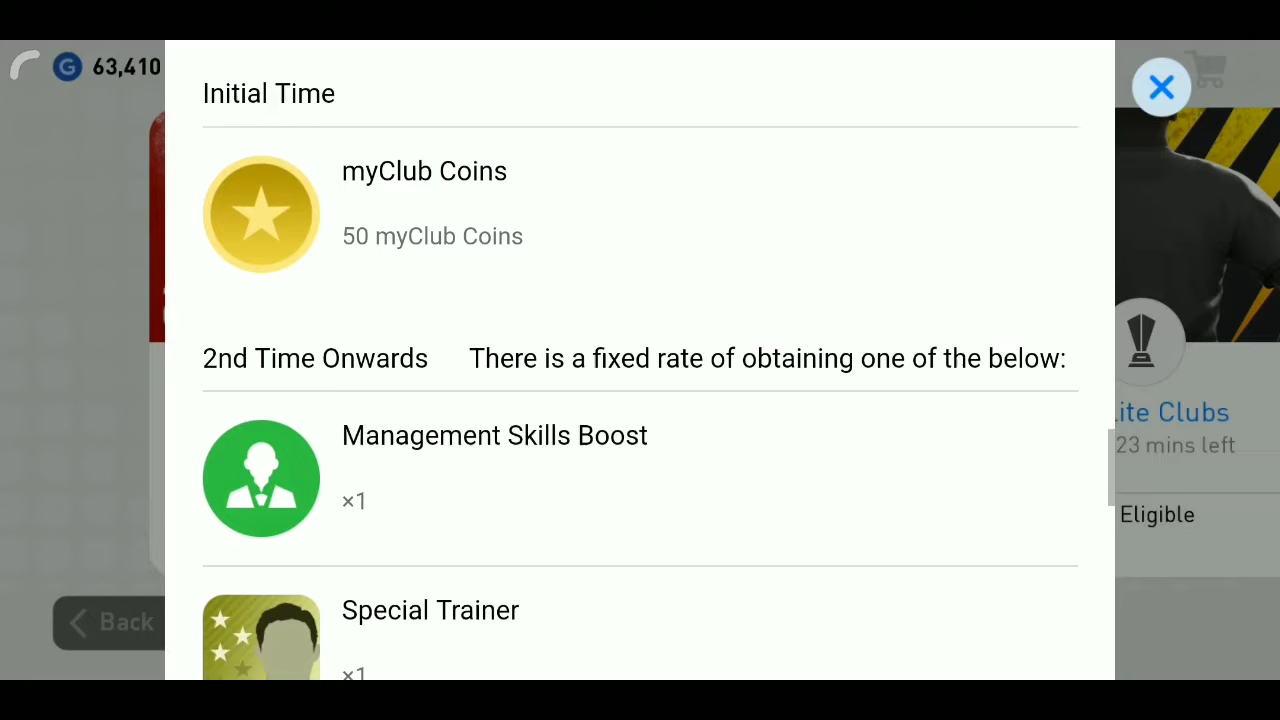 G 63,410
Initial Time
myClub Coins
50 myClub Coins
2nd Time Onwards There is a fixed rate of obtaining one of the below:
Management Skills Boost
×1
Special Trainer
×1
Clubs
23 mins left
Eligible
Back